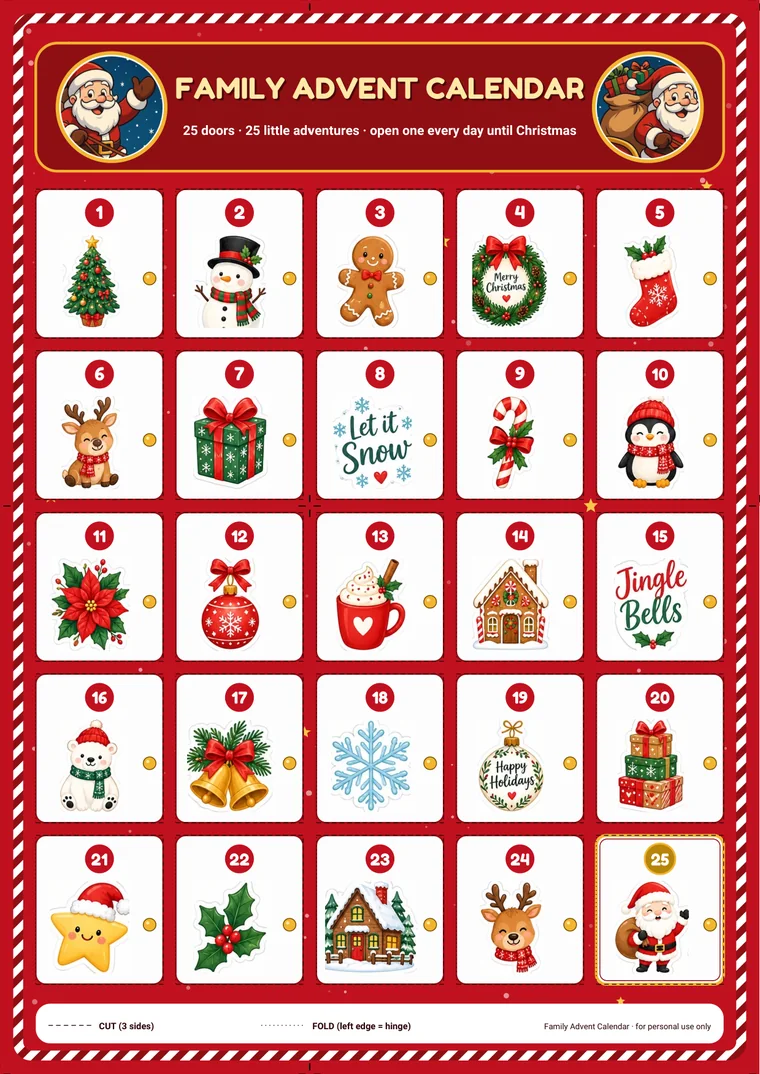 FAMILY ADVENT CALENDAR
25 doors · 25 little adventures · open one every day until Christmas
1
2
3
4
Merry
Christmas
5
6
7
8
Let it
Snow
9
10
11
12
13
14
15
Jingle
Bells
16
17
18
19
Happy
Holidays
20
21
22
23
24
25
CUT (3 sides)
FOLD (left edge = hinge)
Family Advent Calendar · for personal use only